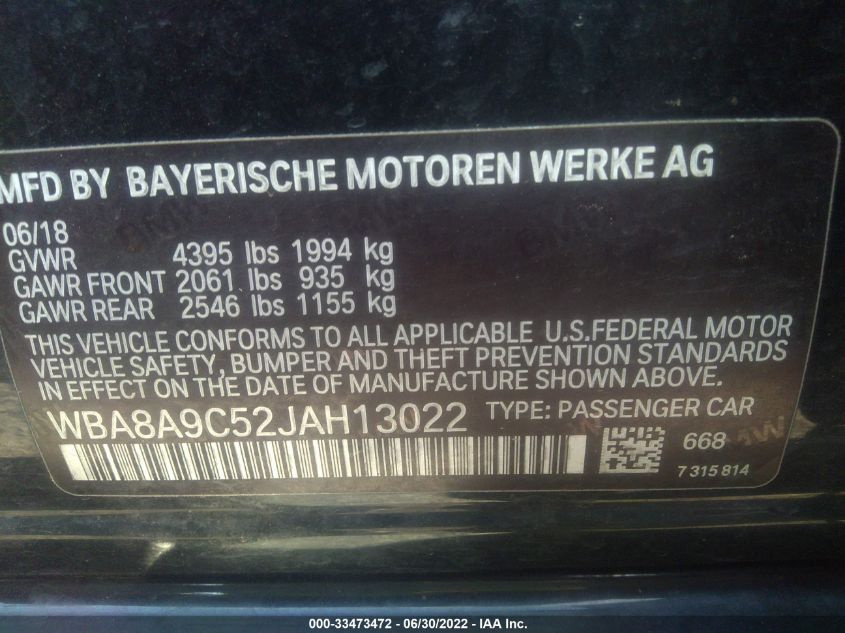 MFD BY BAYERISCHE MOTOREN WERKE AG
06/18
GVWR 4395 lbs 1994 kg
GAWR FRONT 2061 lbs 935 kg
GAWR REAR 2546 lbs 1155 kg
THIS VEHICLE CONFORMS TO ALL APPLICABLE U.S.FEDERAL MOTOR
VEHICLE SAFETY, BUMPER AND THEFT PREVENTION STANDARDS
IN EFFECT ON THE DATE OF MANUFACTURE SHOWN ABOVE.
WBA8A9C52JAH13022 TYPE: PASSENGER CAR
668
7 315 814
000-33473472 - 06/30/2022 - IAA Inc.